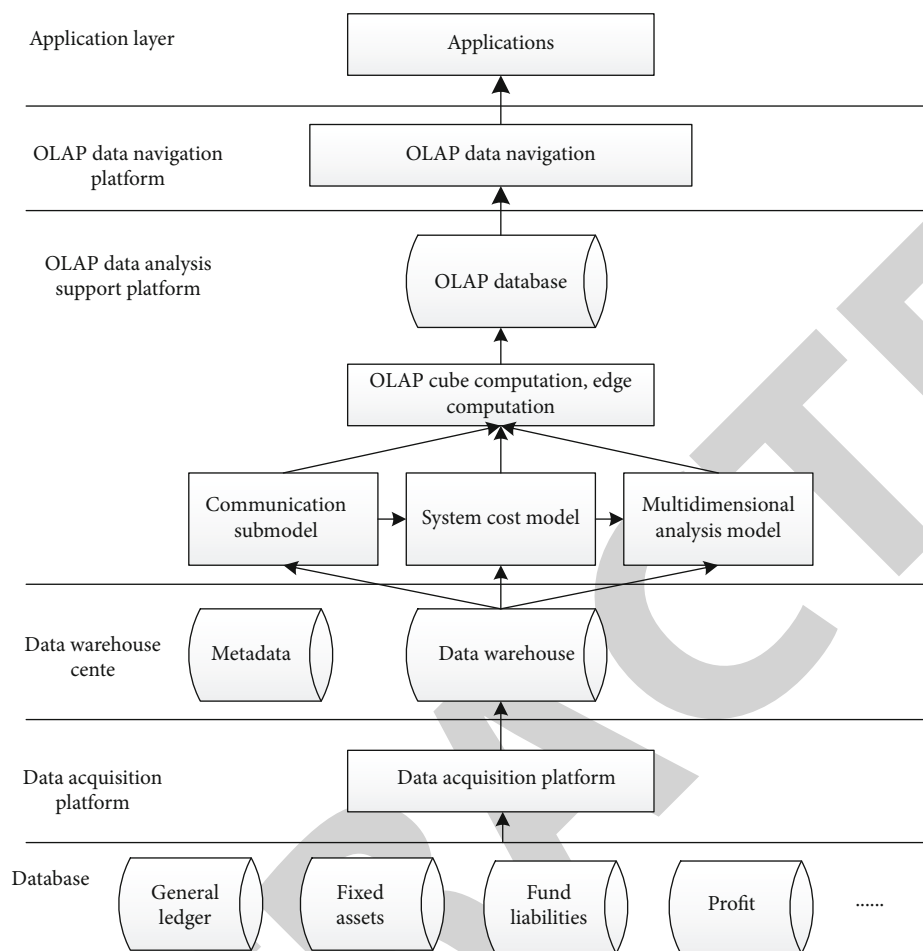 Application layer
Applications
OLAP data navigation
platform
OLAP data navigation
OLAP data analysis
support platform
OLAP database
OLAP cube computation, edge
computation
Communication
submodel
System cost model
Multidimensional
analysis model
Data warehouse
cente
Metadata
Data warehouse
Data acquisition
platform
Data acquisition platform
Database
General
ledger
Fixed
assets
Fund
liabilities
Profit
......